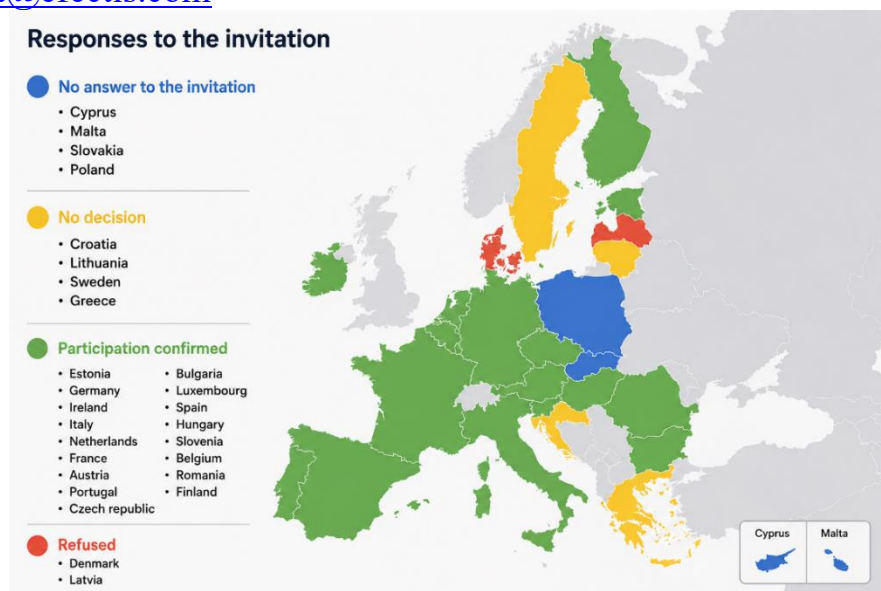 Responses to the invitation
No answer to the invitation
• Cyprus
• Malta
• Slovakia
• Poland
No decision
• Croatia
• Lithuania
• Sweden
• Greece
Participation confirmed
• Estonia
• Germany
• Ireland
• Italy
• Netherlands
• France
• Austria
• Portugal
• Czech republic
• Bulgaria
• Luxembourg
• Spain
• Hungary
• Slovenia
• Belgium
• Romania
• Finland
Refused
• Denmark
• Latvia
Cyprus
Malta